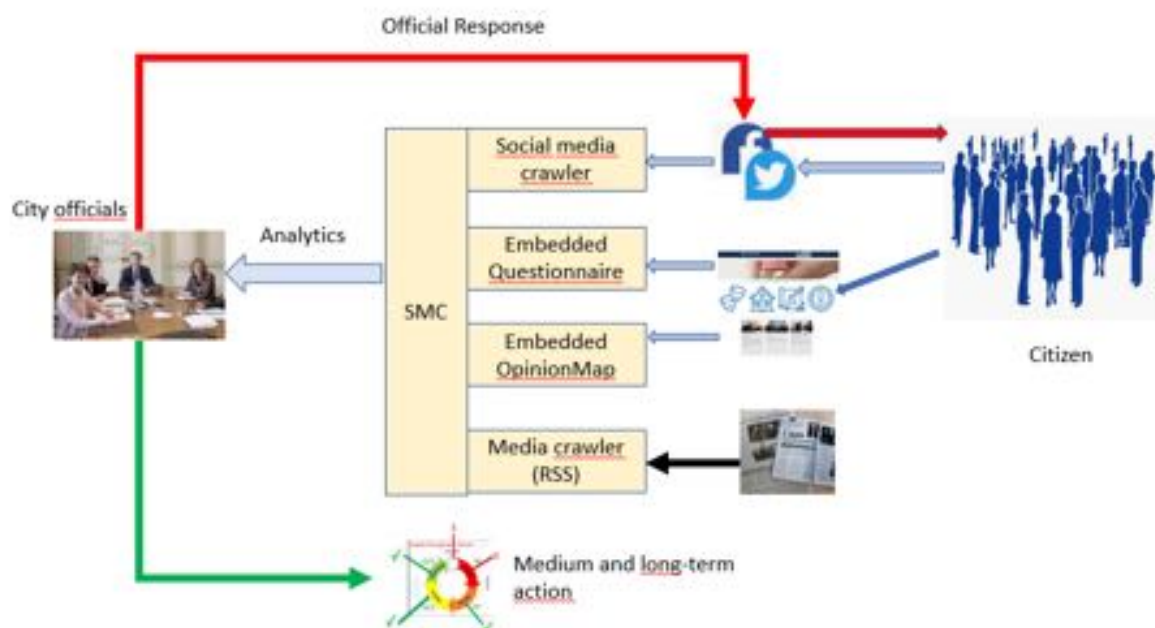 Official Response
Social media
crawler
City officials
Analytics
Embedded
Questionnaire
SMC
Embedded
OpinionMap
Citizen
Media crawler
(RSS)
Medium and long-term
action